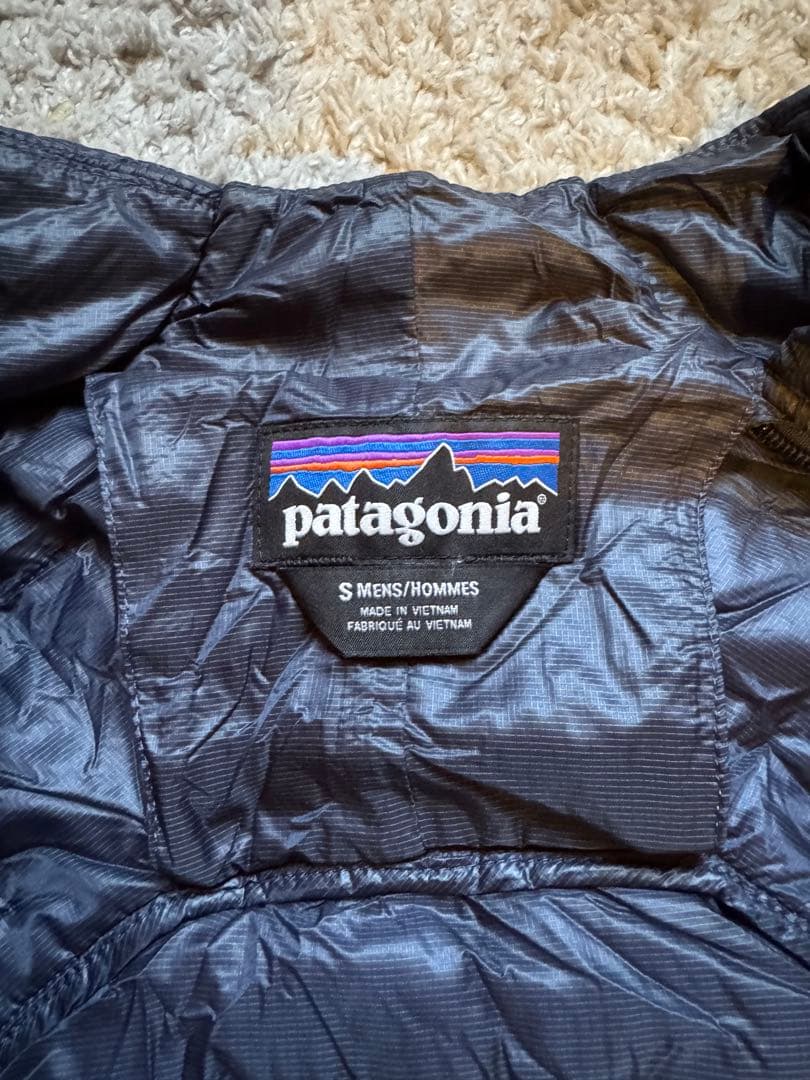 patagonia®
S MENS/HOMMES
MADE IN VIETNAM
FABRIQUÉ AU VIETNAM